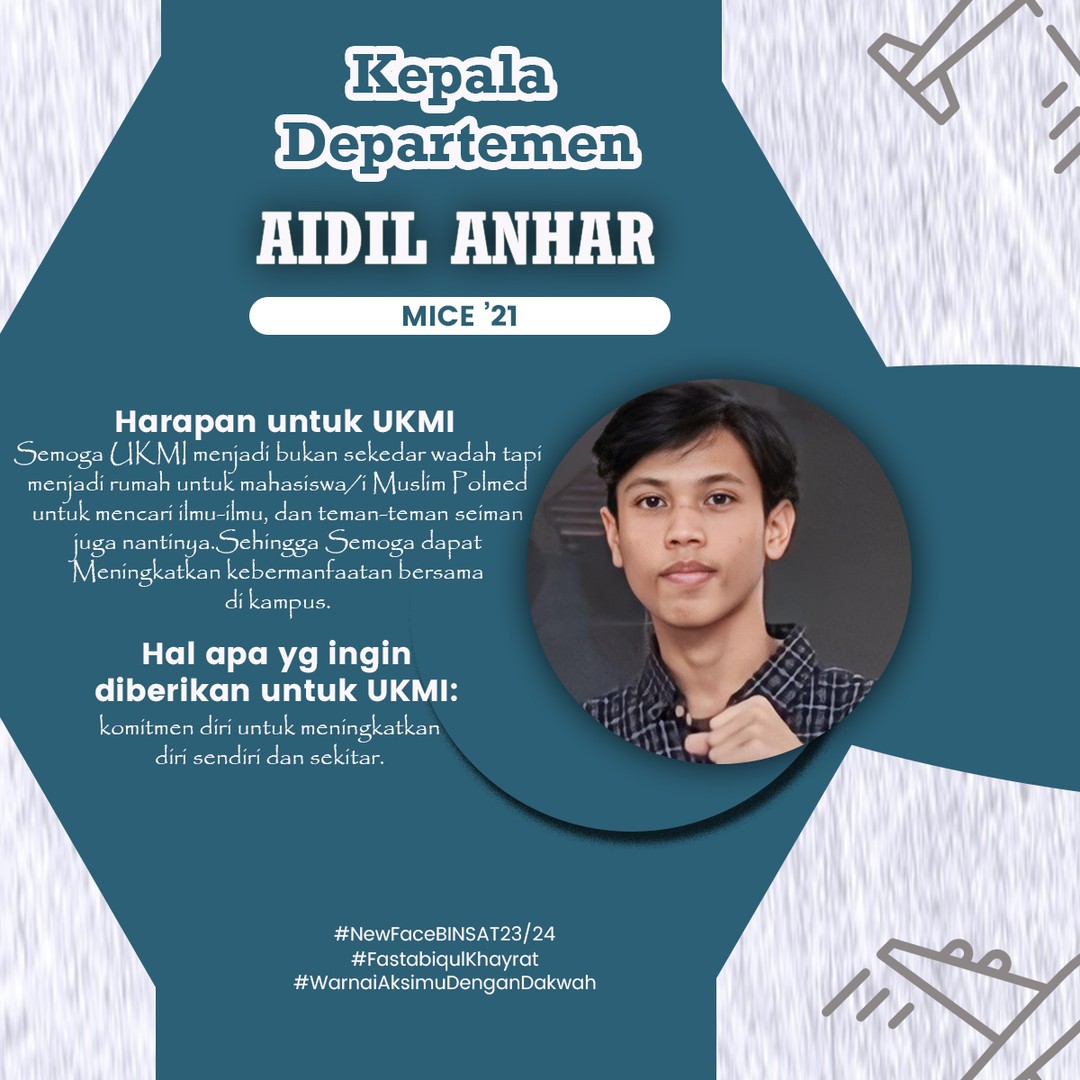 Kepala
Departemen
AIDIL ANHAR
MICE ’21
Harapan untuk UKMI
Semoga UKMI menjadi bukan sekedar wadah tapi
menjadi rumah untuk mahasiswa/i Muslim Polmed
untuk mencari ilmu-ilmu, dan teman-teman seiman
juga nantinya.Sehingga Semoga dapat
Meningkatkan kebermanfaatan bersama
di kampus.
Hal apa yg ingin
diberikan untuk UKMI:
komitmen diri untuk meningkatkan
diri sendiri dan sekitar.
#NewFaceBINSAT23/24
#FastabiqulKhayrat
#WarnaiAksimuDenganDakwah